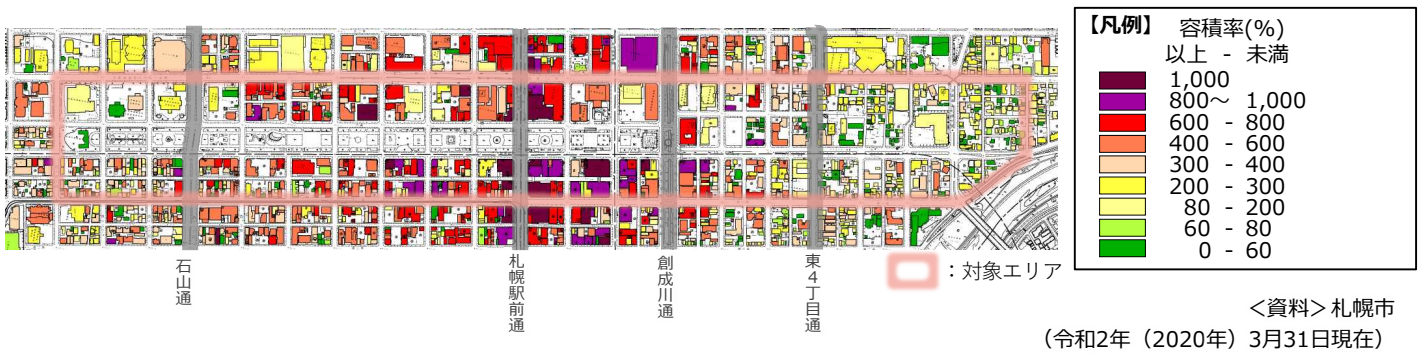 【凡例】 容積率(%)
以上 - 未満
1,000
800～ 1,000
600 - 800
400 - 600
300 - 400
200 - 300
80 - 200
60 - 80
0 - 60
石山通
札幌駅前通
創成川通
東４丁目通
：対象エリア
＜資料＞札幌市
（令和2年（2020年）3月31日現在）